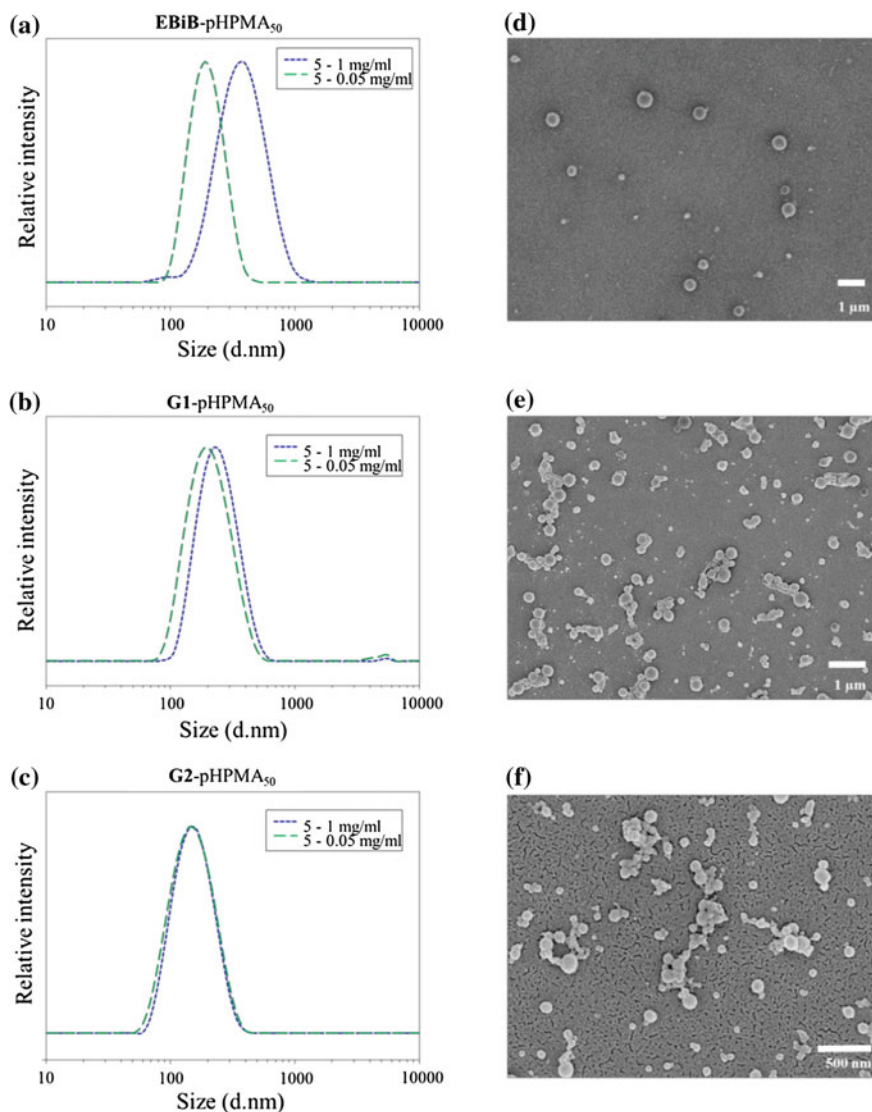 (a)
EBiB-pHPMA₅₀
5 - 1 mg/ml
5 - 0.05 mg/ml
Relative intensity
10 100 1000 10000
Size (d.nm)
(d)
1 µm
(b)
G1-pHPMA₅₀
5 - 1 mg/ml
5 - 0.05 mg/ml
Relative intensity
10 100 1000 10000
Size (d.nm)
(e)
1 µm
(c)
G2-pHPMA₅₀
5 - 1 mg/ml
5 - 0.05 mg/ml
Relative intensity
10 100 1000 10000
Size (d.nm)
(f)
500 nm